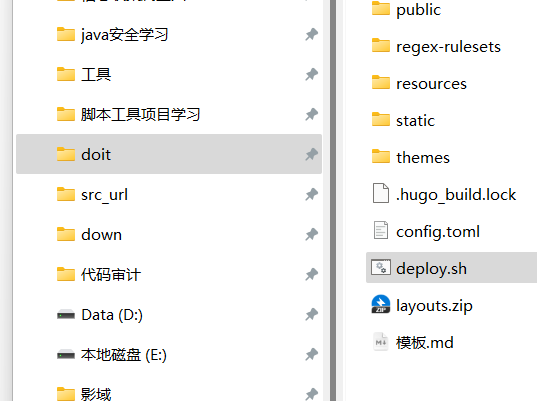 java安全学习
工具
脚本工具项目学习
doit
src_url
down
代码审计
Data (D:)
本地磁盘 (E:)
影域
public
regex-rulesets
resources
static
themes
.hugo_build.lock
config.toml
deploy.sh
layouts.zip
模板.md